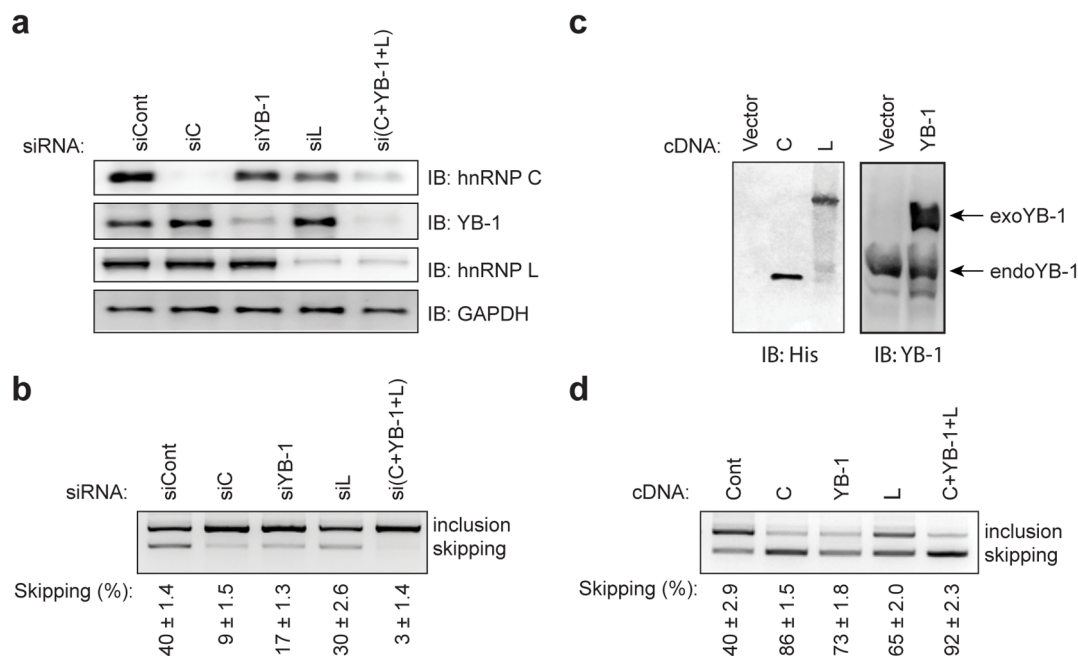 a
siRNA: siCont siC siYB-1 siL si(C+YB-1+L)
IB: hnRNP C
IB: YB-1
IB: hnRNP L
IB: GAPDH
b
siRNA: siCont siC siYB-1 siL si(C+YB-1+L)
inclusion
skipping
Skipping (%): 40 ± 1.4 9 ± 1.5 17 ± 1.3 30 ± 2.6 3 ± 1.4
c
cDNA: Vector C L Vector YB-1
exoYB-1
endoYB-1
IB: His IB: YB-1
d
cDNA: Cont C YB-1 L C+YB-1+L
inclusion
skipping
Skipping (%): 40 ± 2.9 86 ± 1.5 73 ± 1.8 65 ± 2.0 92 ± 2.3